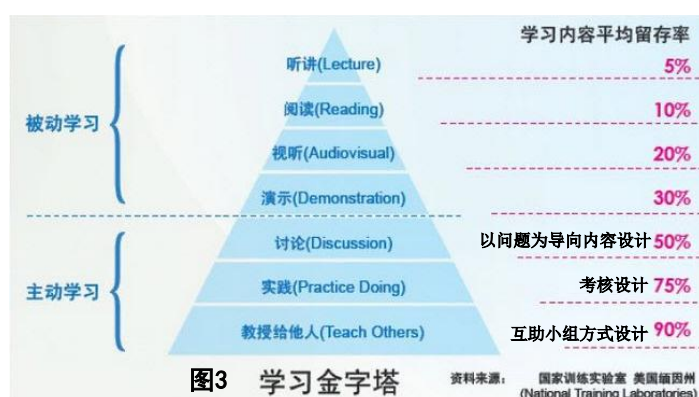 学习内容平均留存率
听讲(Lecture)
5%
阅读(Reading)
10%
被动学习
视听(Audiovisual)
20%
演示(Demonstration)
30%
讨论(Discussion)
以问题为导向内容设计 50%
主动学习
实践(Practice Doing)
考核设计 75%
教授给他人(Teach Others)
互助小组方式设计 90%
图3 学习金字塔
资料来源： 国家训练实验室 美国缅因州
(National Training Laboratories)